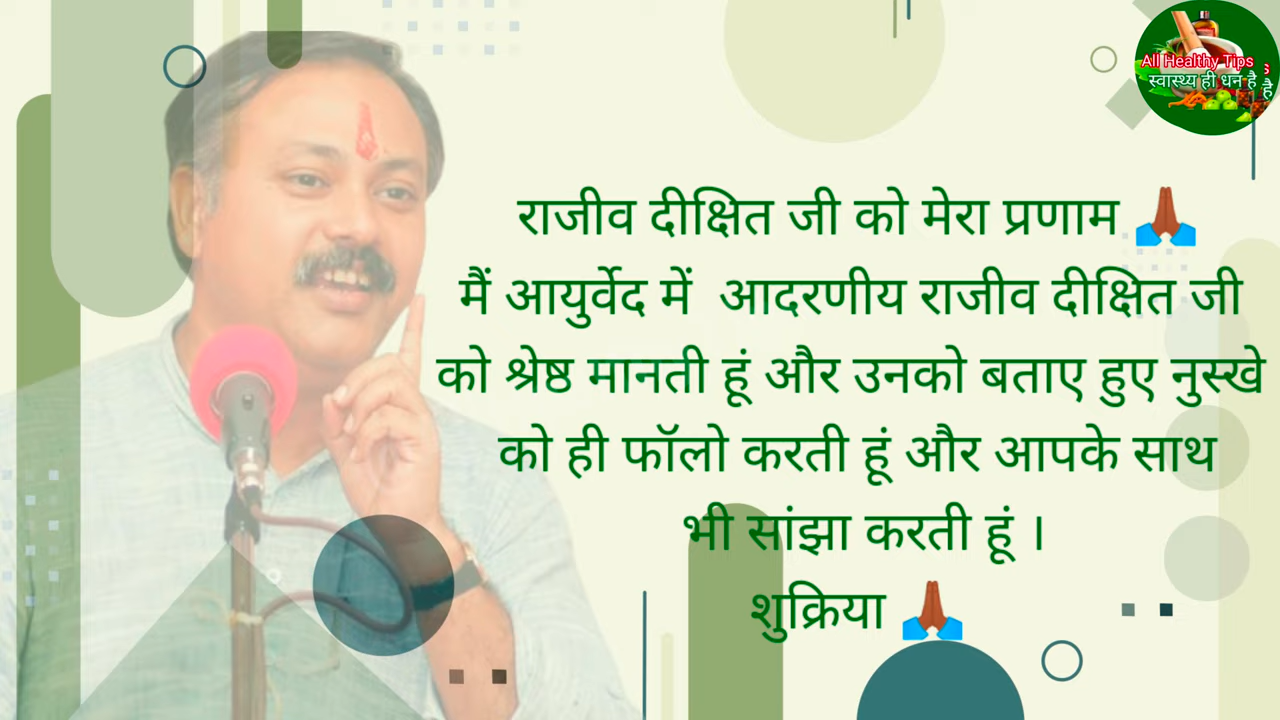 All Healthy Tips
स्वास्थ्य ही धन है
राजीव दीक्षित जी को मेरा प्रणाम 🙏🏾
मैं आयुर्वेद में आदरणीय राजीव दीक्षित जी
को श्रेष्ठ मानती हूं और उनको बताए हुए नुस्खे
को ही फॉलो करती हूं और आपके साथ
भी सांझा करती हूं ।
शुक्रिया 🙏🏾